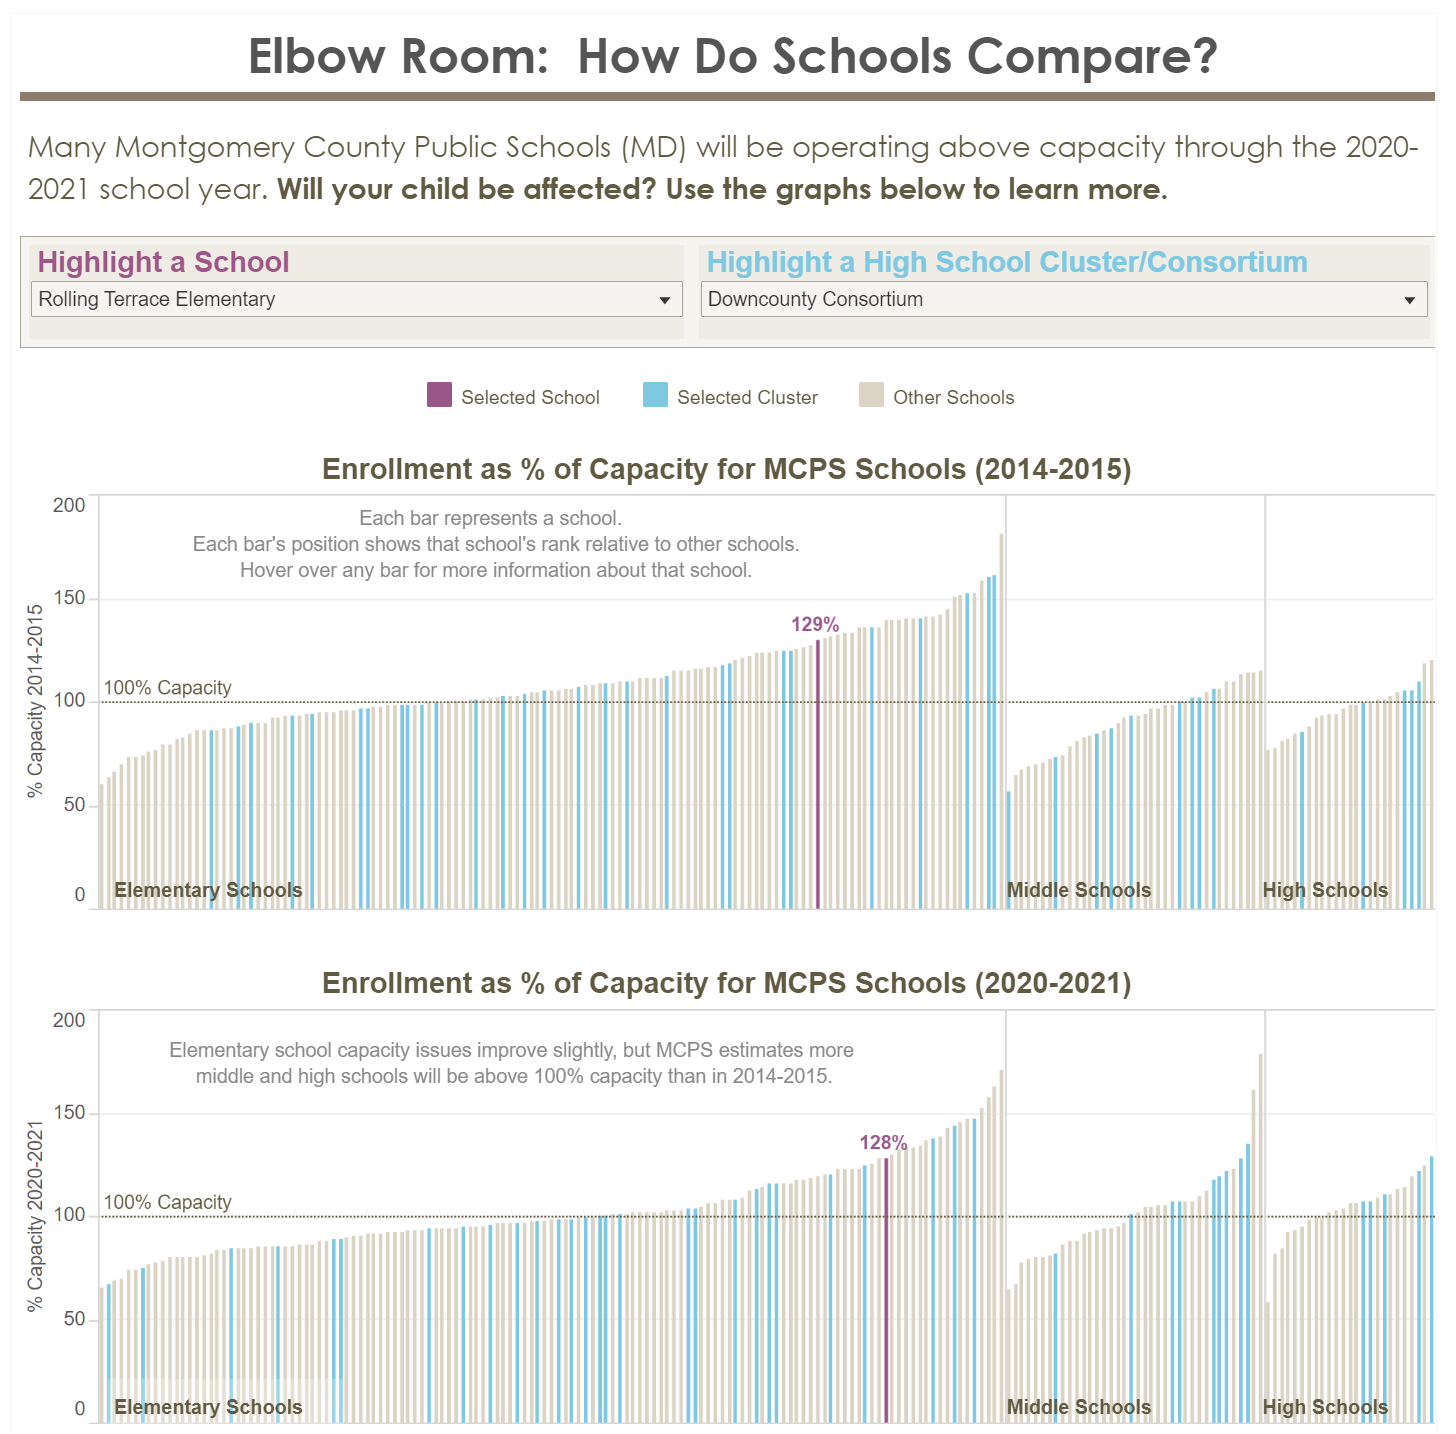 Elbow Room:  How Do Schools Compare?
Many Montgomery County Public Schools (MD) will be operating above capacity through the 2020-
2021 school year. Will your child be affected? Use the graphs below to learn more.
Highlight a School
Rolling Terrace Elementary
Highlight a High School Cluster/Consortium
Downcounty Consortium
Selected School
Selected Cluster
Other Schools
Enrollment as % of Capacity for MCPS Schools (2014-2015)
% Capacity 2014-2015
200
150
100
50
0
Each bar represents a school.
Each bar's position shows that school's rank relative to other schools.
Hover over any bar for more information about that school.
129%
100% Capacity
Elementary Schools
Middle Schools
High Schools
Enrollment as % of Capacity for MCPS Schools (2020-2021)
% Capacity 2020-2021
200
150
100
50
0
Elementary school capacity issues improve slightly, but MCPS estimates more
middle and high schools will be above 100% capacity than in 2014-2015.
128%
100% Capacity
Elementary Schools
Middle Schools
High Schools